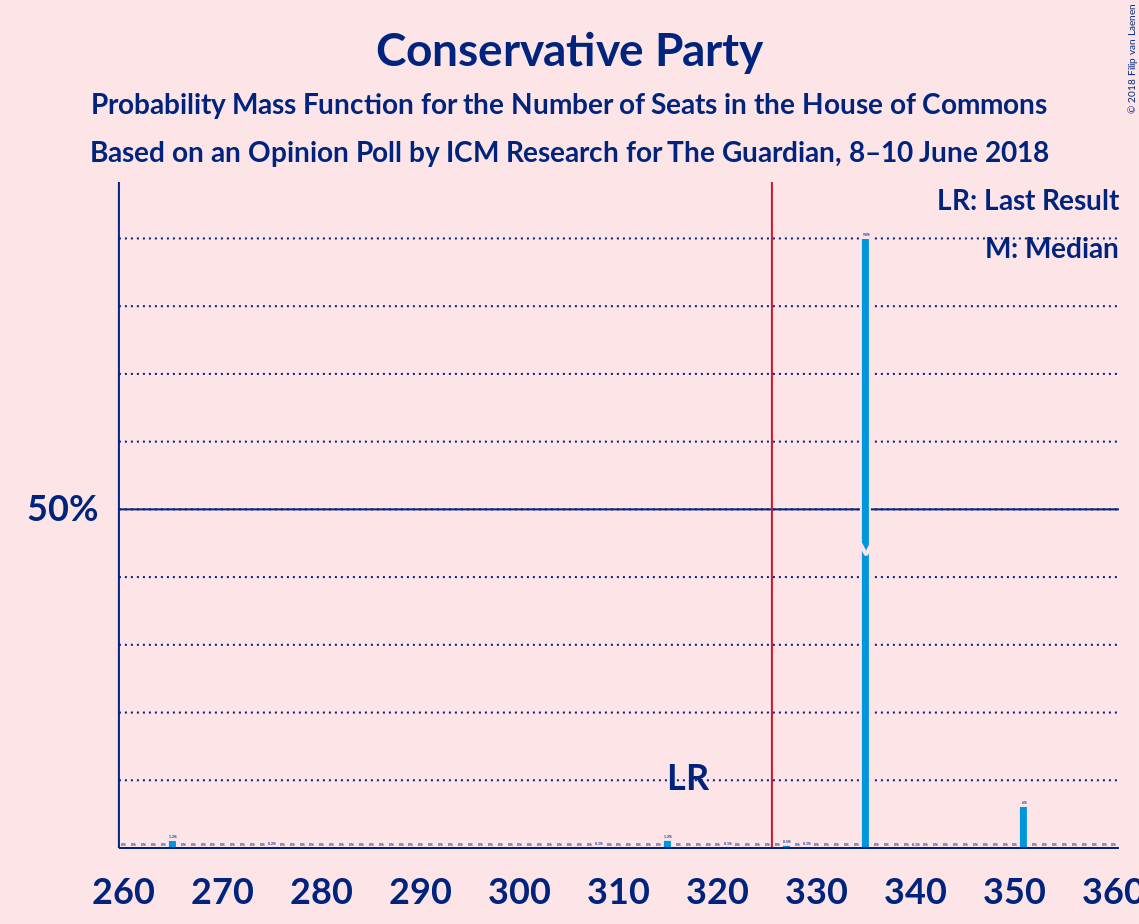 Conservative Party
Probability Mass Function for the Number of Seats in the House of Commons
Based on an Opinion Poll by ICM Research for The Guardian, 8–10 June 2018
© 2018 Filip van Laenen
LR: Last Result
M: Median
50%
M
LR
260 270 280 290 300 310 320 330 340 350 360